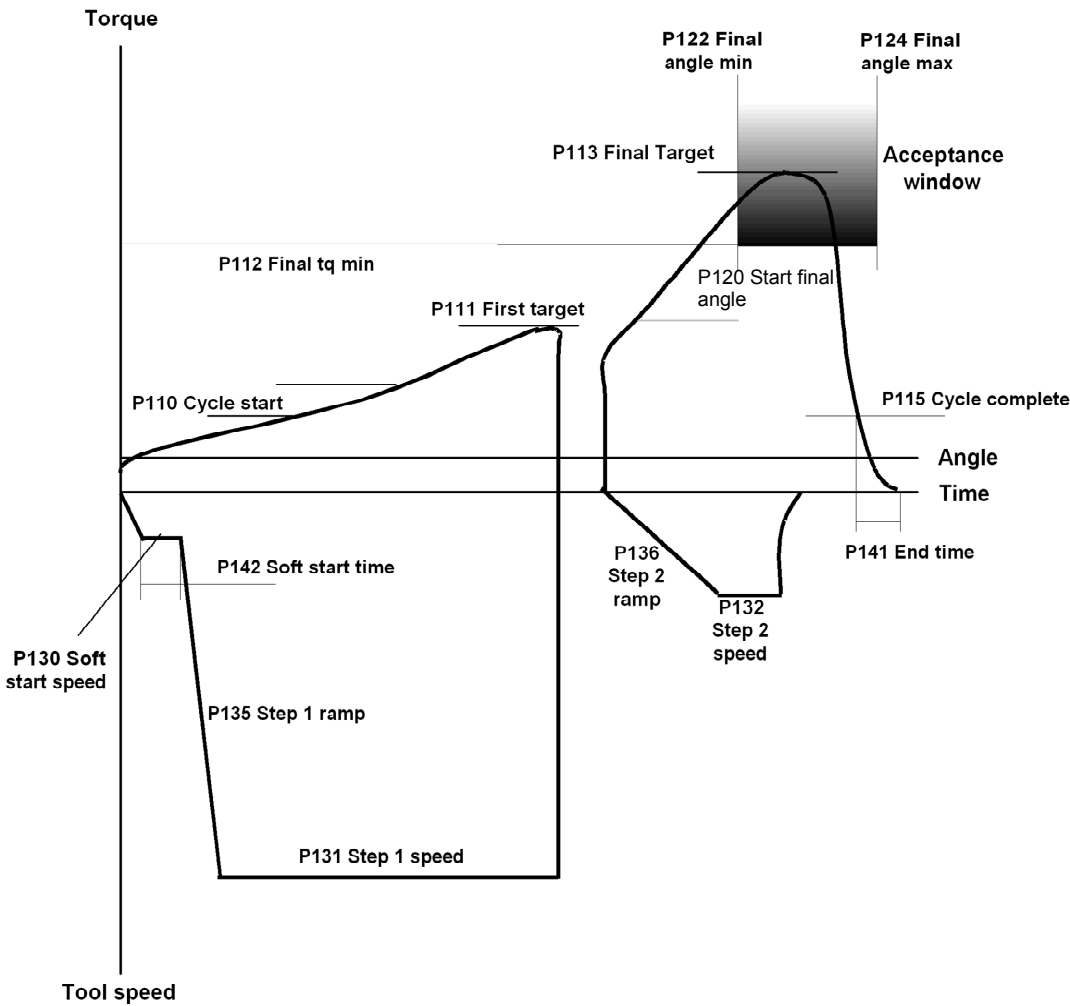 Torque
P122 Final
angle min
P124 Final
angle max
P113 Final Target
Acceptance
window
P112 Final tq min
P120 Start final
angle
P111 First target
P110 Cycle start
P115 Cycle complete
Angle
Time
P142 Soft start time
P136
Step 2
ramp
P132
Step 2
speed
P141 End time
P130 Soft
start speed
P135 Step 1 ramp
P131 Step 1 speed
Tool speed